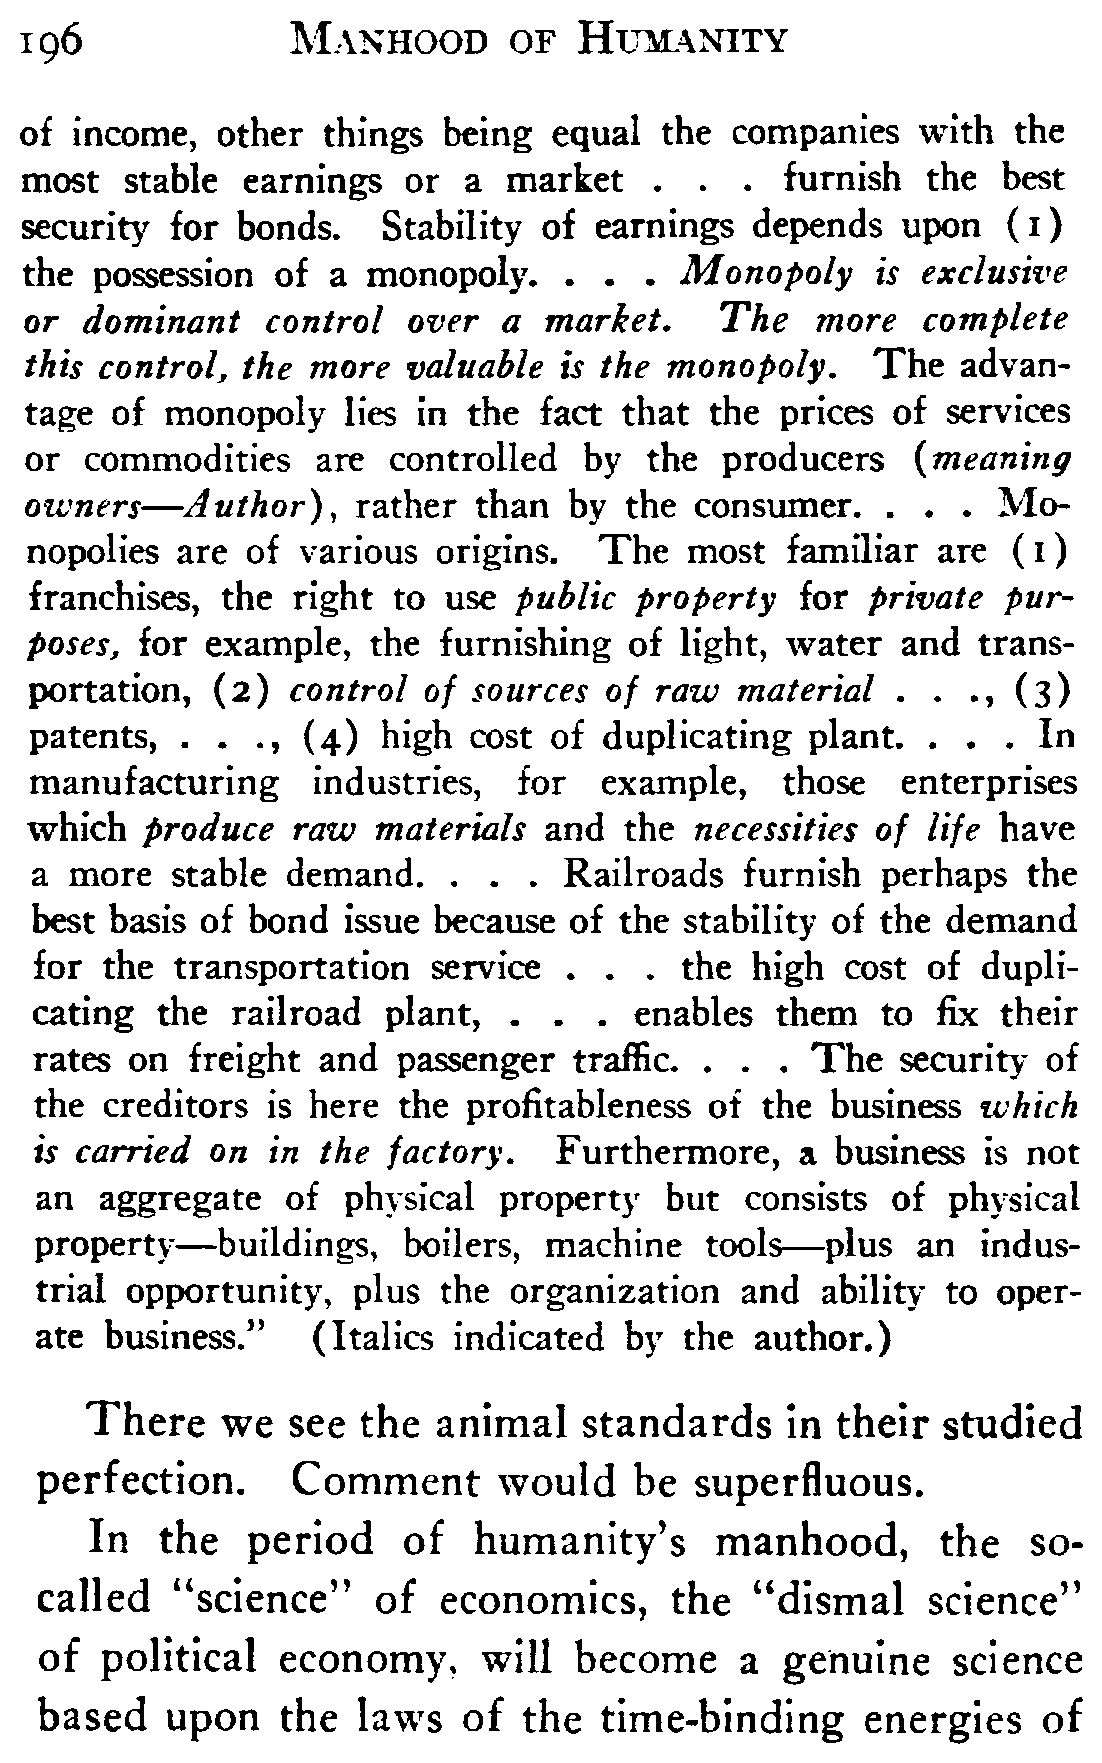 196 MANHOOD OF HUMANITY
of income, other things being equal the companies with the
most stable earnings or a market . . . furnish the best
security for bonds. Stability of earnings depends upon (1)
the possession of a monopoly. . . . Monopoly is exclusive
or dominant control over a market. The more complete
this control, the more valuable is the monopoly. The advan-
tage of monopoly lies in the fact that the prices of services
or commodities are controlled by the producers (meaning
owners—Author), rather than by the consumer. . . . Mo-
nopolies are of various origins. The most familiar are (1)
franchises, the right to use public property for private pur-
poses, for example, the furnishing of light, water and trans-
portation, (2) control of sources of raw material . . ., (3)
patents, . . ., (4) high cost of duplicating plant. . . . In
manufacturing industries, for example, those enterprises
which produce raw materials and the necessities of life have
a more stable demand. . . . Railroads furnish perhaps the
best basis of bond issue because of the stability of the demand
for the transportation service . . . the high cost of dupli-
cating the railroad plant, . . . enables them to fix their
rates on freight and passenger traffic. . . . The security of
the creditors is here the profitableness of the business which
is carried on in the factory. Furthermore, a business is not
an aggregate of physical property but consists of physical
property—buildings, boilers, machine tools—plus an indus-
trial opportunity, plus the organization and ability to oper-
ate business." (Italics indicated by the author.)
There we see the animal standards in their studied
perfection. Comment would be superfluous.
In the period of humanity's manhood, the so-
called "science" of economics, the "dismal science"
of political economy, will become a genuine science
based upon the laws of the time-binding energies of